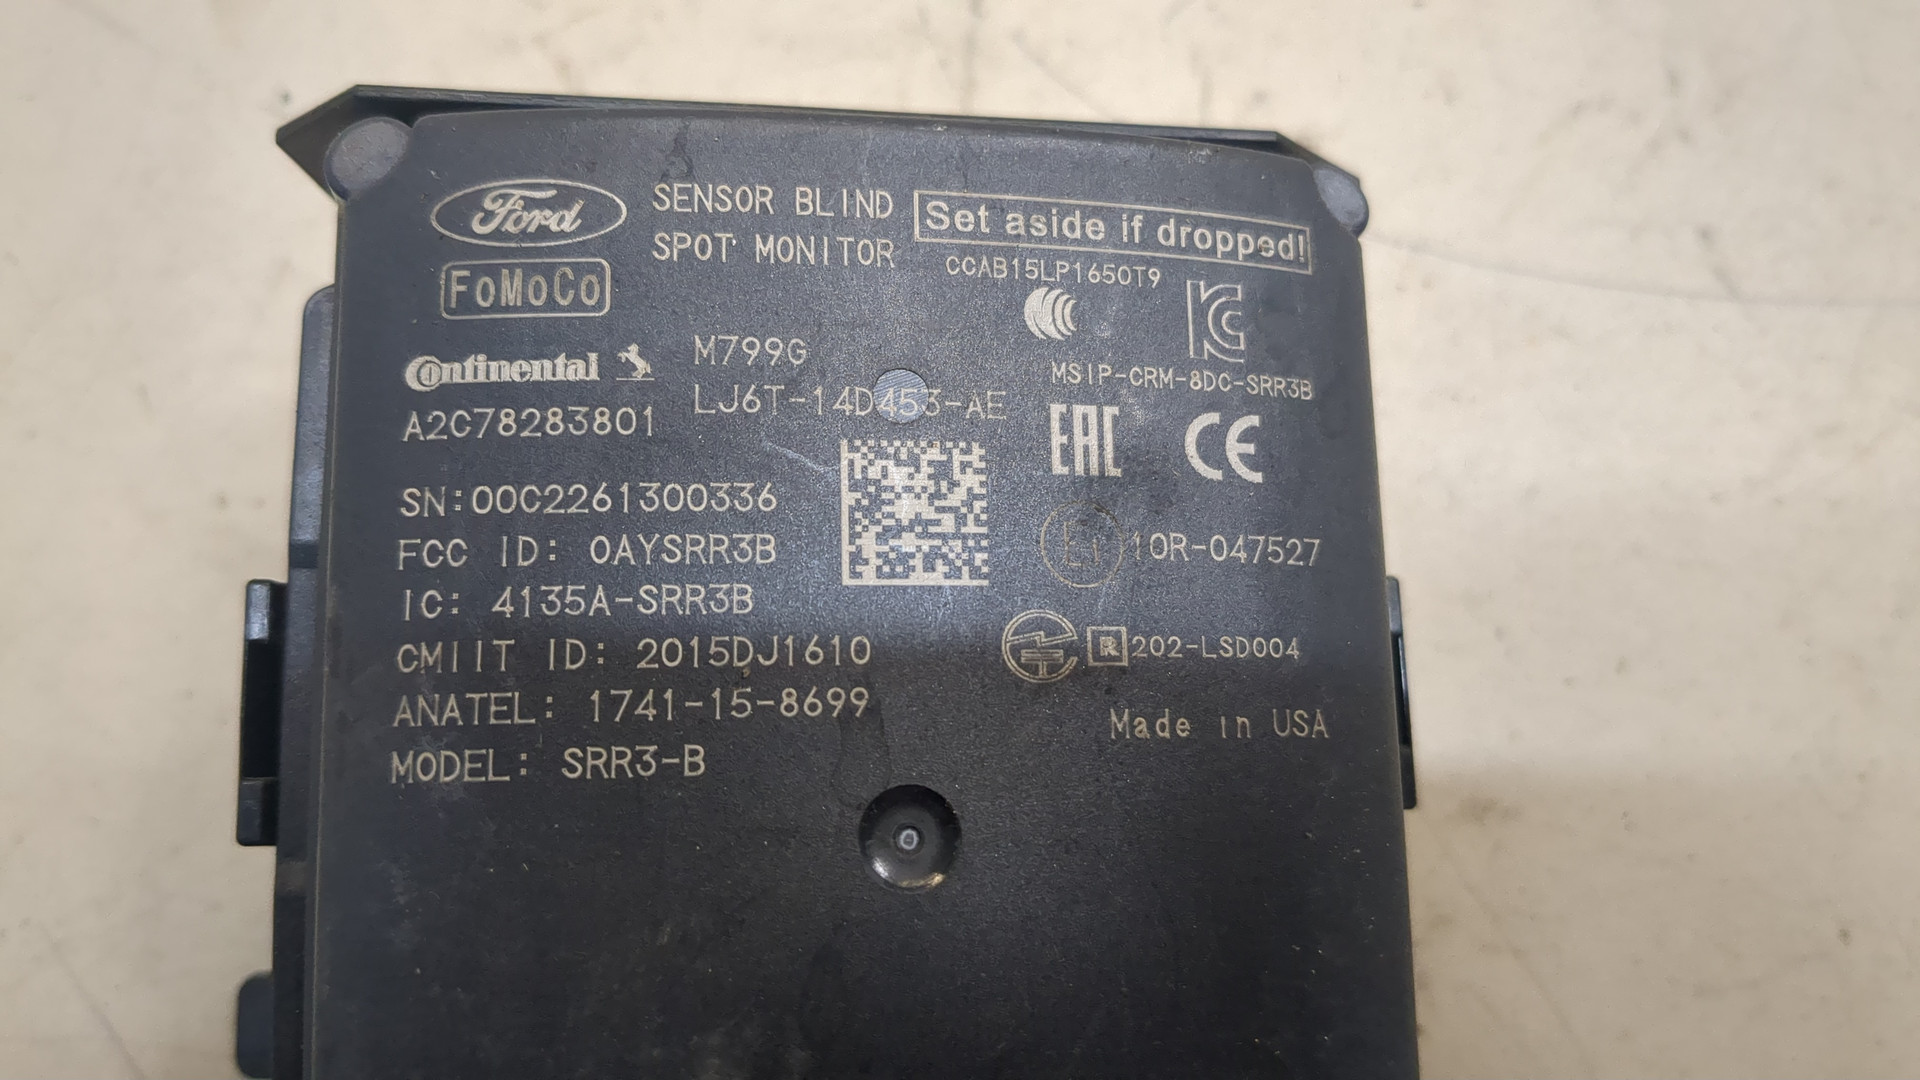 Ford
SENSOR BLIND
SPOT MONITOR
Set aside if dropped!
FoMoCo
CCAB15LP1650T9
Continental
M799G
LJ6T-14D453-AE
MSIP-CRM-8DC-SRR3B
A2C78283801
EAC
CE
SN:00C2261300336
FCC ID: OAYSRR3B
10R-047527
IC: 4135A-SRR3B
CMIIT ID: 2015DJ1610
R 202-LSD004
ANATEL: 1741-15-8699
Made in USA
MODEL: SRR3-B